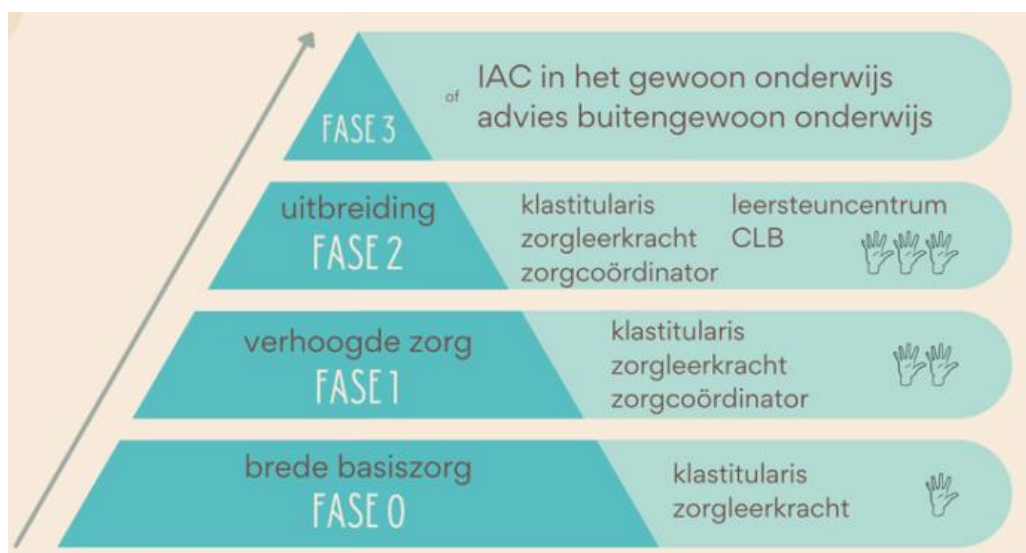 IAC in het gewoon onderwijs
of
advies buitengewoon onderwijs
FASE 3
uitbreiding
FASE 2
klastitularis
zorgleerkracht
zorgcoördinator
leersteuncentrum
CLB
verhoogde zorg
FASE 1
klastitularis
zorgleerkracht
zorgcoördinator
brede basiszorg
FASE 0
klastitularis
zorgleerkracht